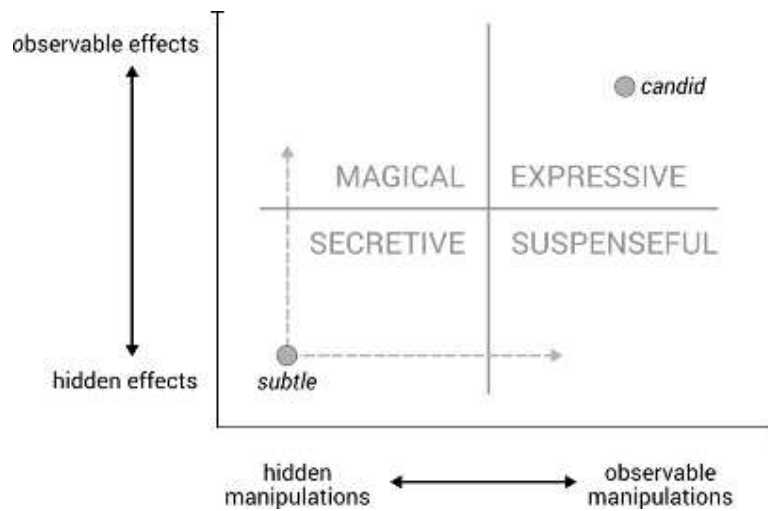 observable effects
candid
MAGICAL
EXPRESSIVE
SECRETIVE
SUSPENSEFUL
hidden effects
subtle
hidden
manipulations
observable
manipulations